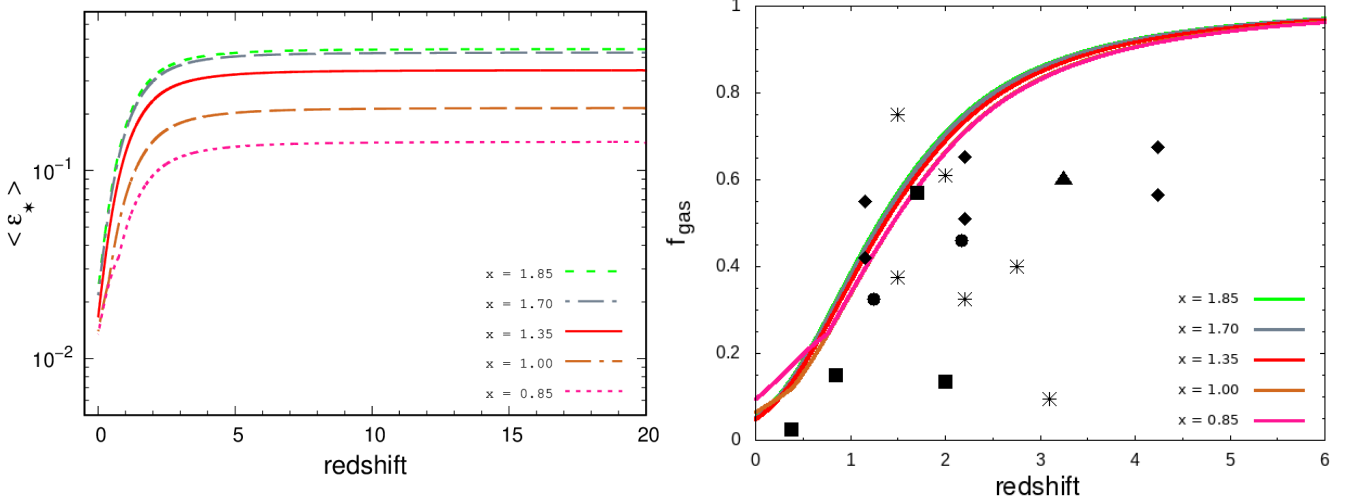 < ε⋆ >
10⁻¹
10⁻²
x = 1.85
x = 1.70
x = 1.35
x = 1.00
x = 0.85
0 5 10 15 20
redshift
f gas
1
0.8
0.6
0.4
0.2
0
x = 1.85
x = 1.70
x = 1.35
x = 1.00
x = 0.85
0 1 2 3 4 5 6
redshift